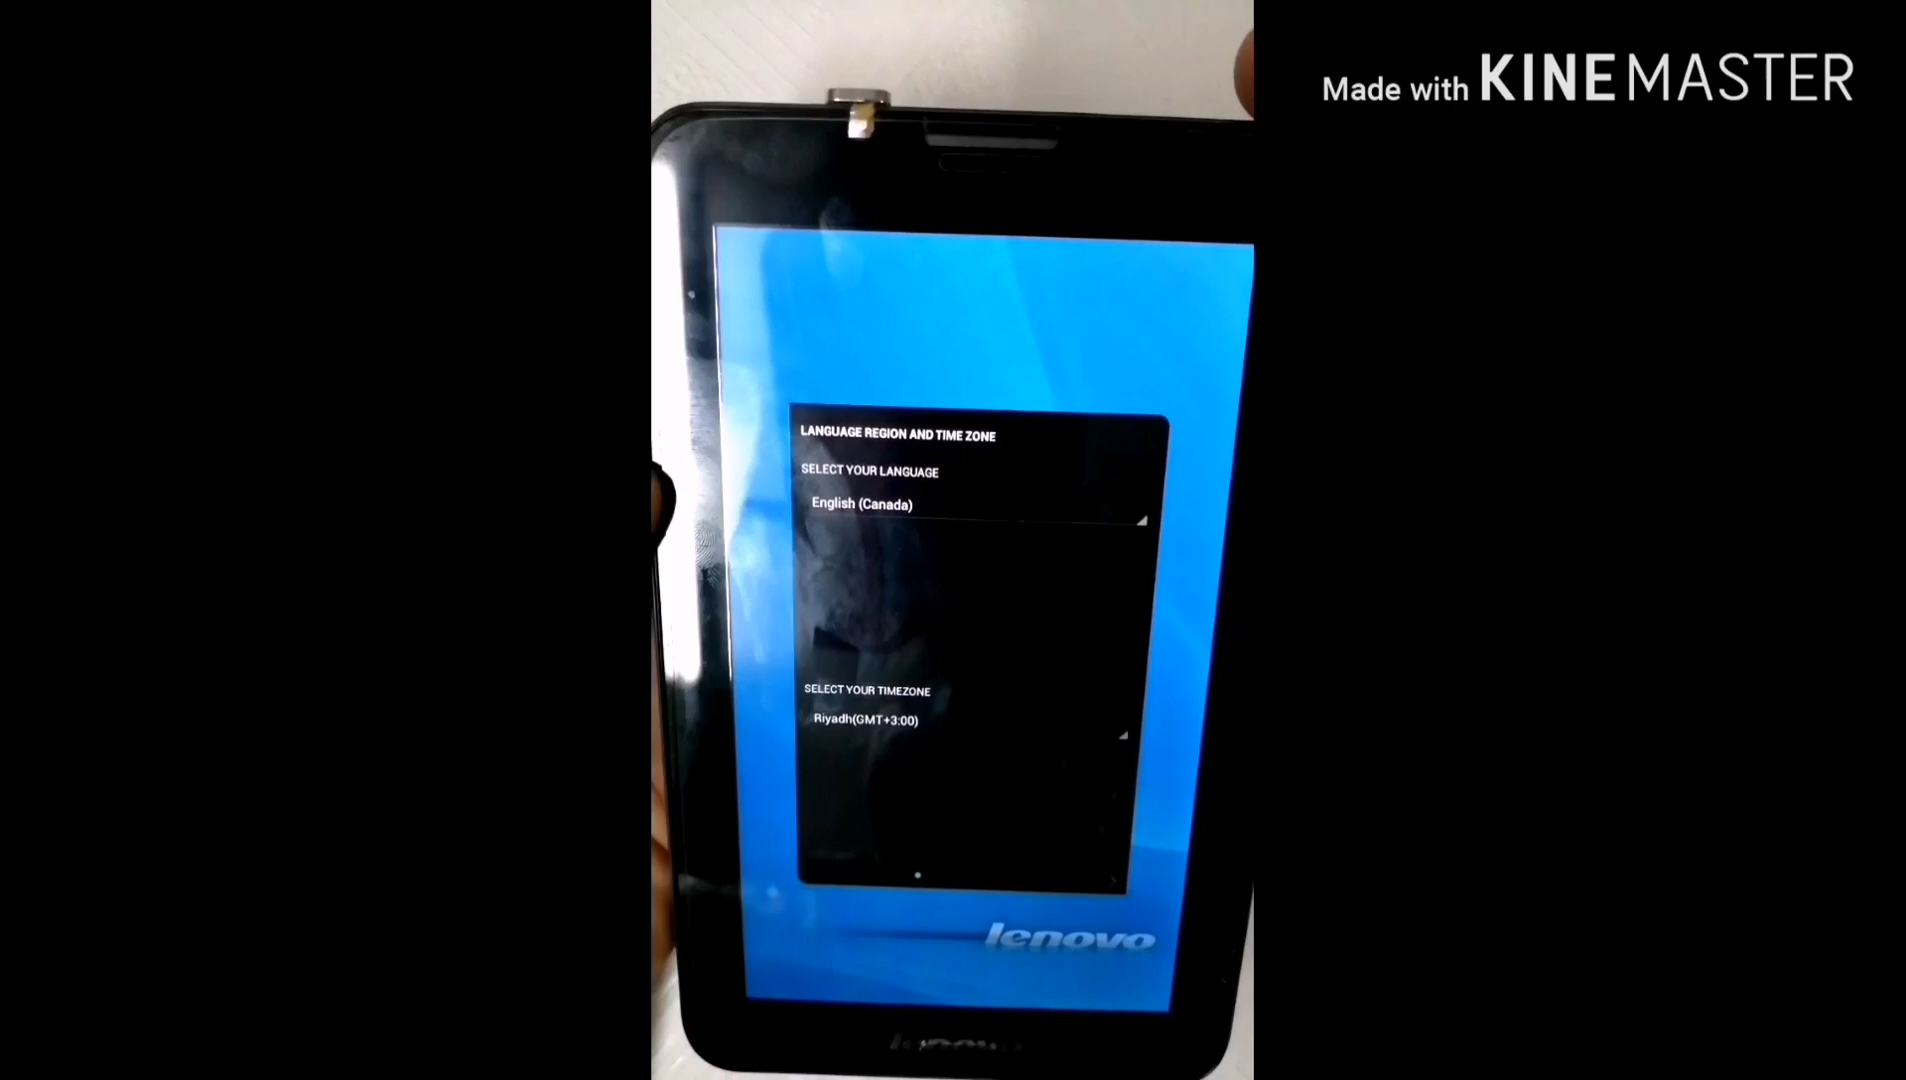 Made with KINEMASTER
LANGUAGE REGION AND TIME ZONE
SELECT YOUR LANGUAGE
English (Canada)
SELECT YOUR TIMEZONE
Riyadh(GMT+3:00)
lenovo
lenovo